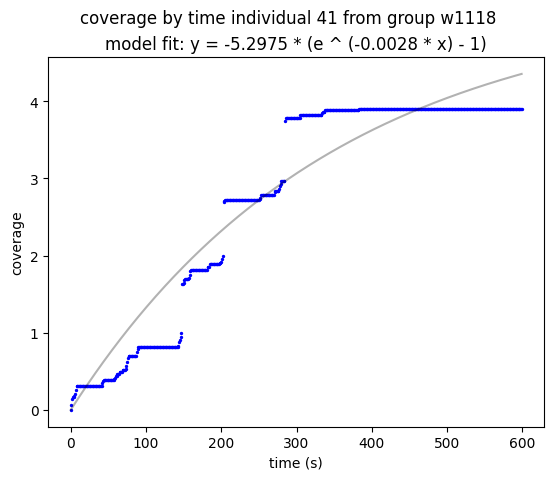 coverage by time individual 41 from group w1118
model fit: y = -5.2975 * (e ^ (-0.0028 * x) - 1)
4
3
2
1
0
coverage
0 100 200 300 400 500 600
time (s)